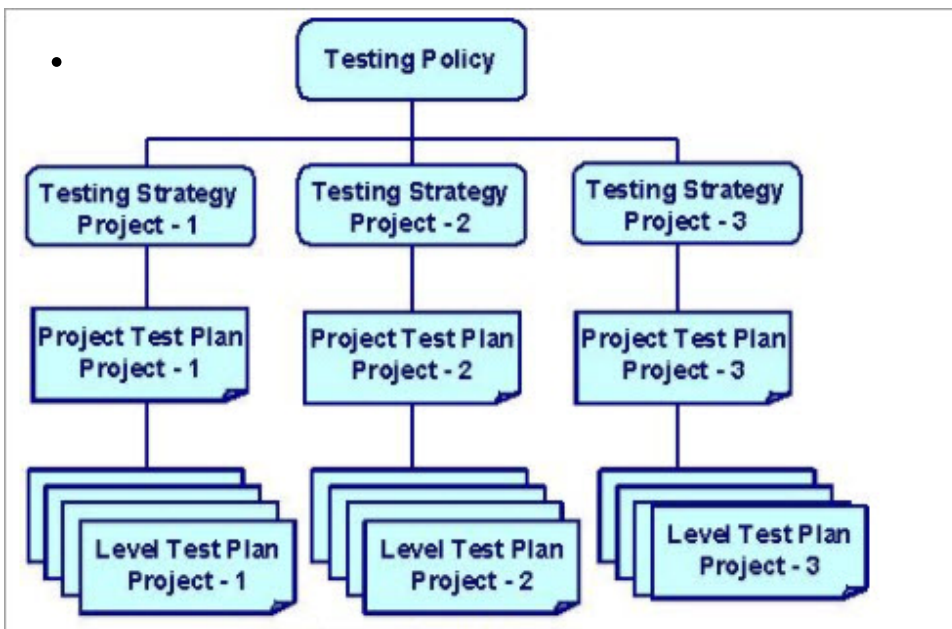 Testing Policy
Testing Strategy
Project - 1
Testing Strategy
Project - 2
Testing Strategy
Project - 3
Project Test Plan
Project - 1
Project Test Plan
Project - 2
Project Test Plan
Project - 3
Level Test Plan
Project - 1
Level Test Plan
Project - 2
Level Test Plan
Project - 3